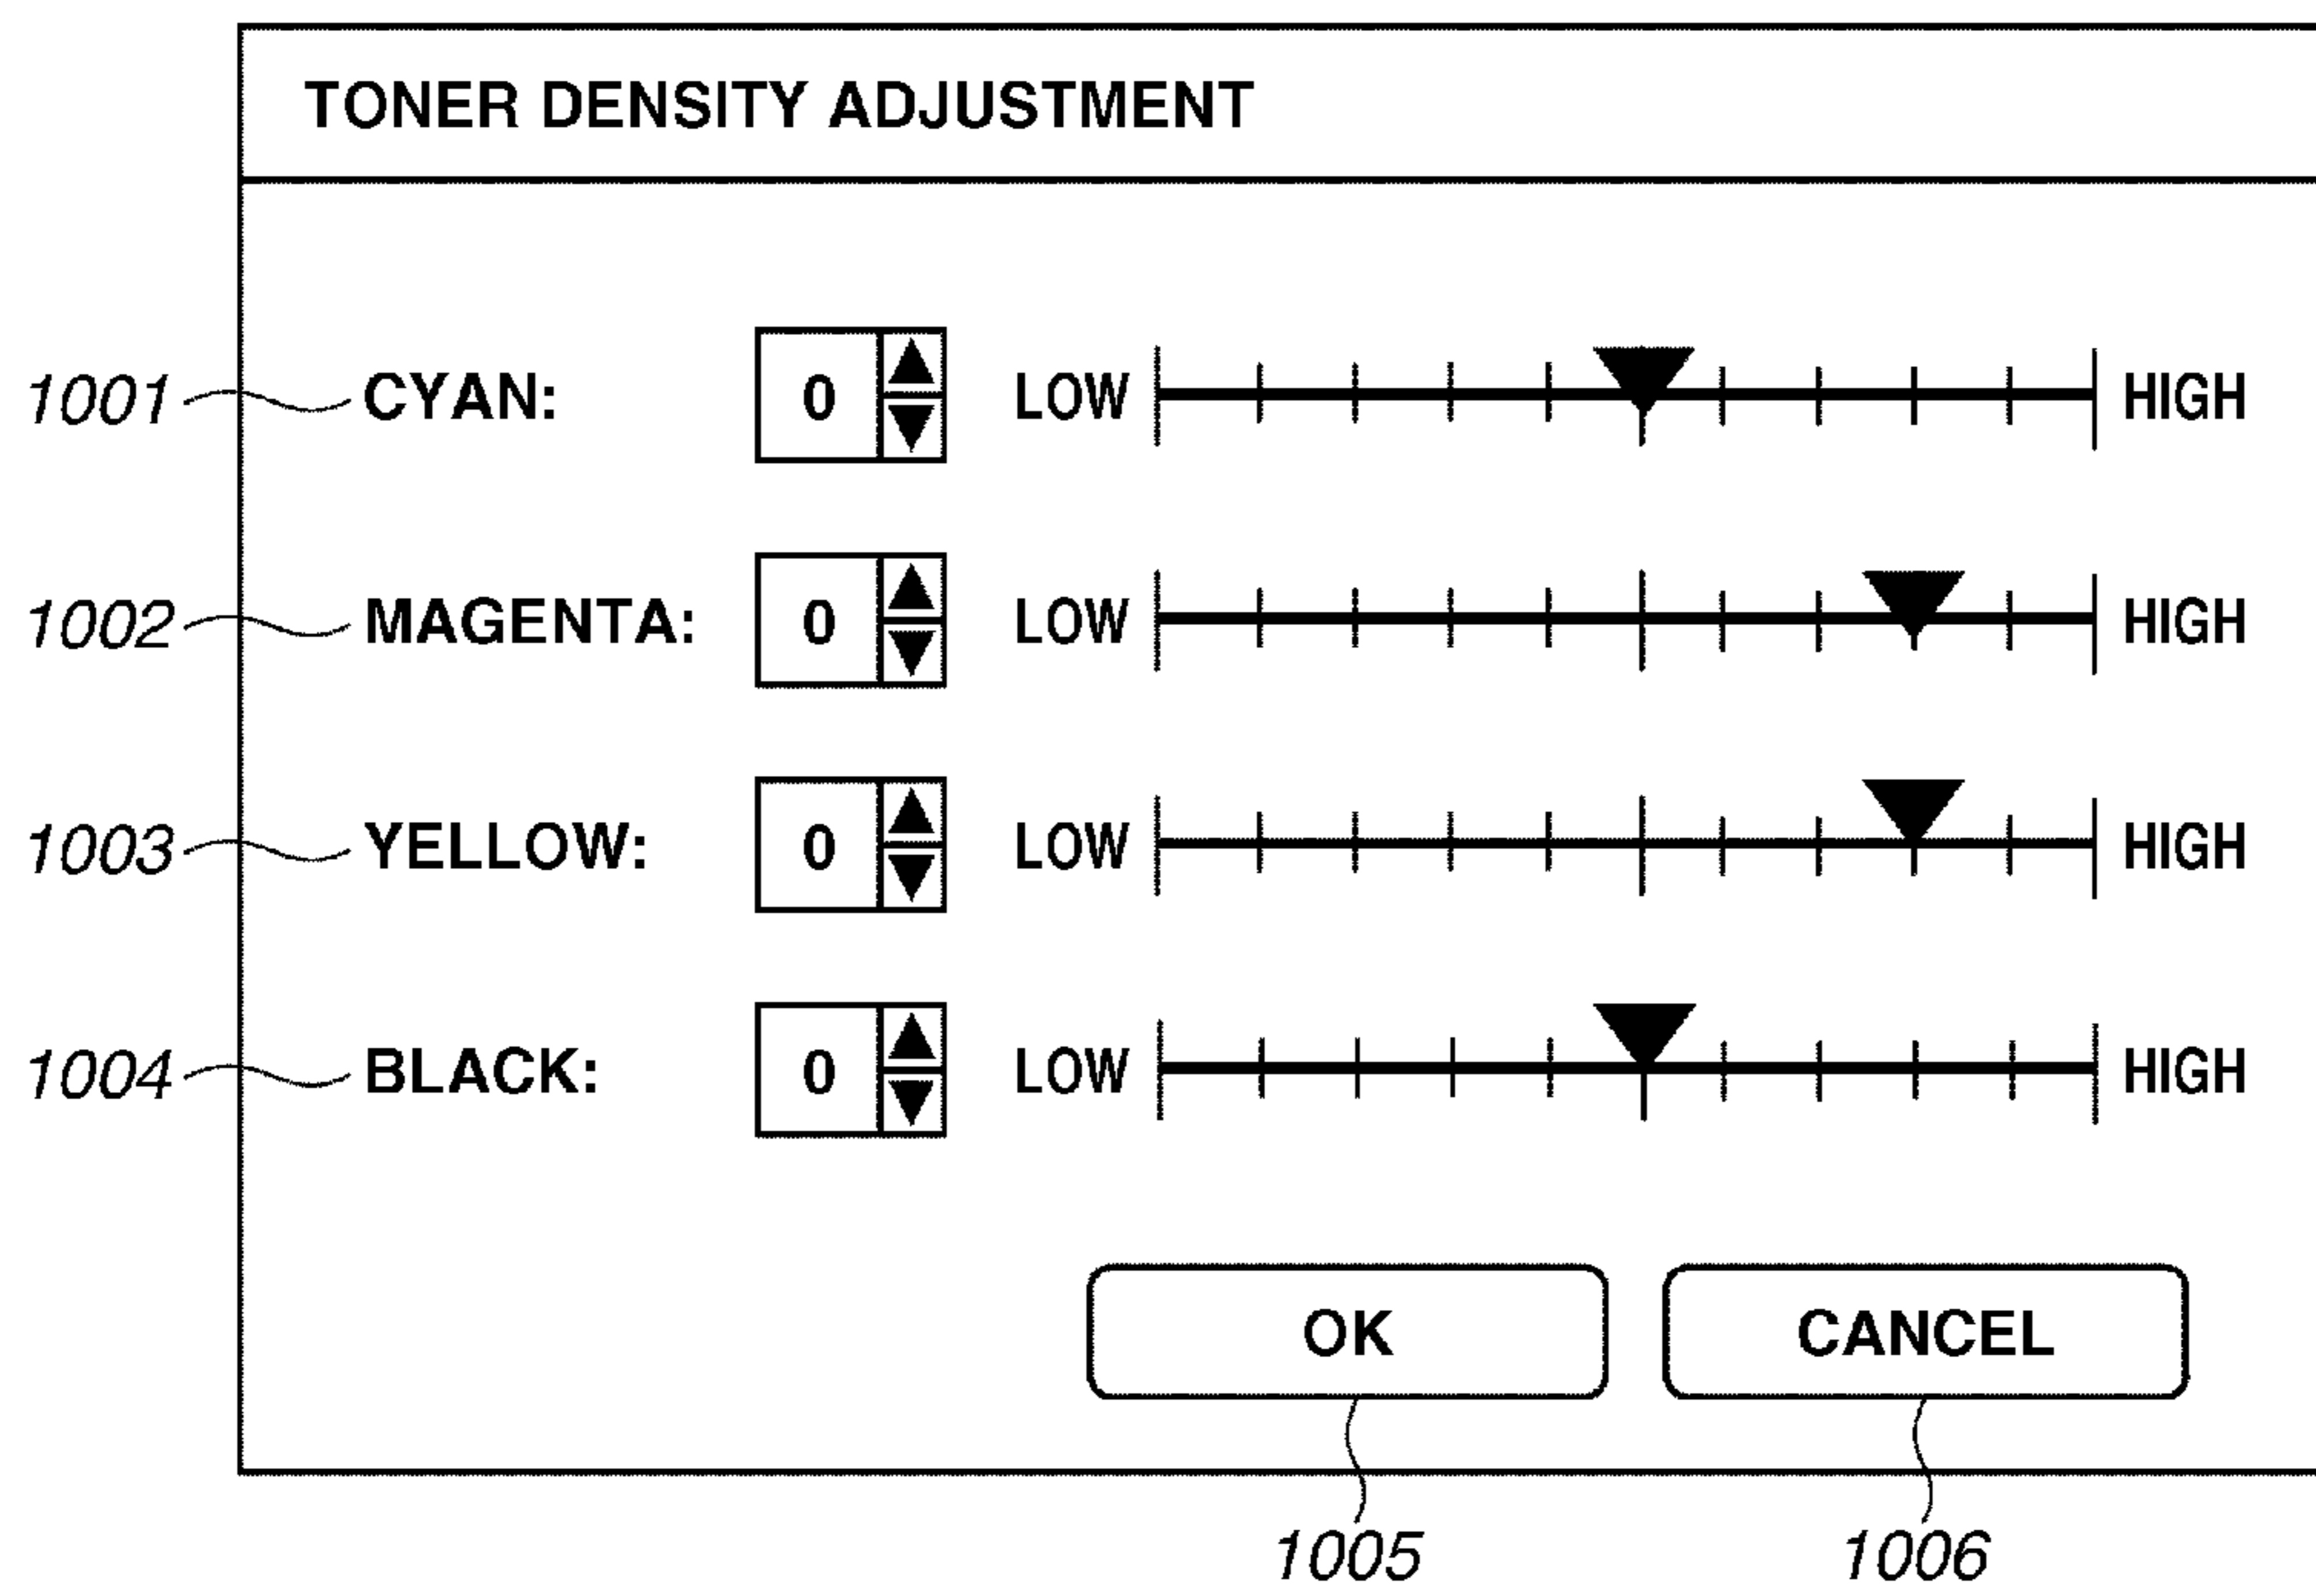 TONER DENSITY ADJUSTMENT
1001 CYAN: 0 LOW HIGH
1002 MAGENTA: 0 LOW HIGH
1003 YELLOW: 0 LOW HIGH
1004 BLACK: 0 LOW HIGH
OK CANCEL
1005 1006